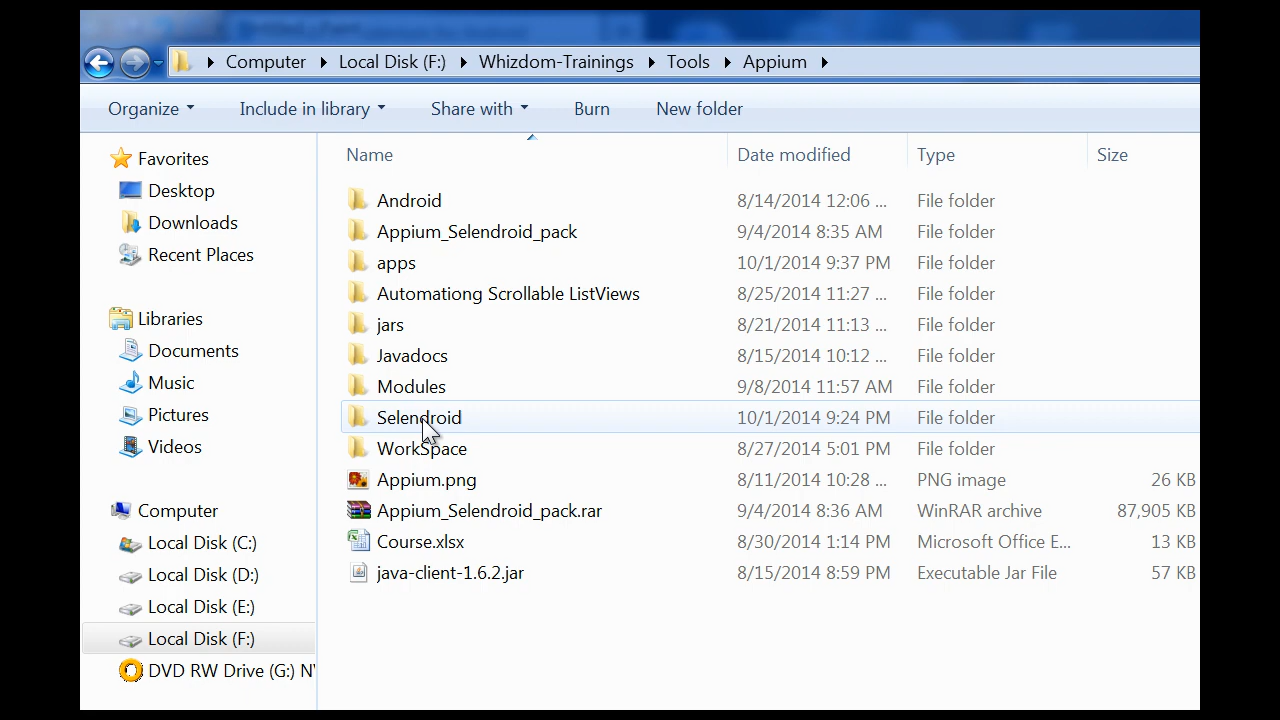 Computer Local Disk (F:) Whizdom-Trainings Tools Appium
Organize Include in library Share with Burn New folder
Name Date modified Type Size
Favorites
Desktop
Downloads
Recent Places
Libraries
Documents
Music
Pictures
Videos
Computer
Local Disk (C:)
Local Disk (D:)
Local Disk (E:)
Local Disk (F:)
DVD RW Drive (G:) N
Android 8/14/2014 12:06 ... File folder
Appium_Selendroid_pack 9/4/2014 8:35 AM File folder
apps 10/1/2014 9:37 PM File folder
Automationg Scrollable ListViews 8/25/2014 11:27 ... File folder
jars 8/21/2014 11:13 ... File folder
Javadocs 8/15/2014 10:12 ... File folder
Modules 9/8/2014 11:57 AM File folder
Selendroid 10/1/2014 9:24 PM File folder
WorkSpace 8/27/2014 5:01 PM File folder
Appium.png 8/11/2014 10:28 ... PNG image 26 KB
Appium_Selendroid_pack.rar 9/4/2014 8:36 AM WinRAR archive 87,905 KB
Course.xlsx 8/30/2014 1:14 PM Microsoft Office E... 13 KB
java-client-1.6.2.jar 8/15/2014 8:59 PM Executable Jar File 57 KB